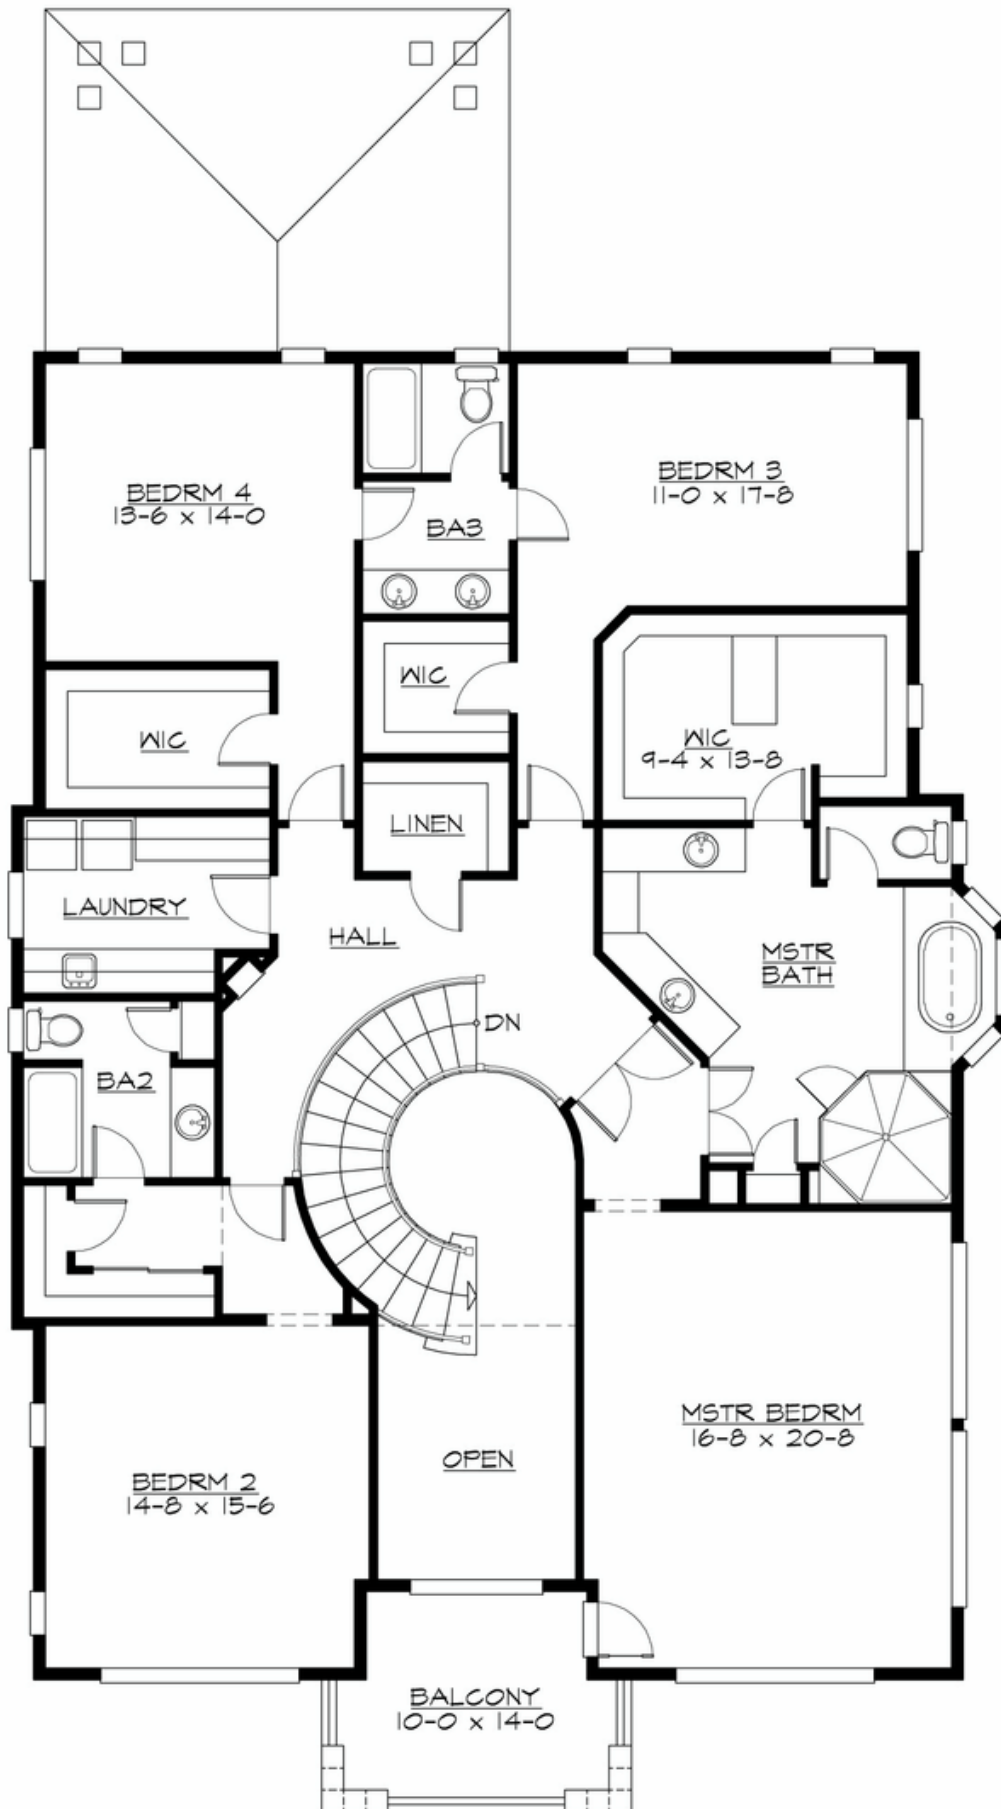 BEDRM 4
13-6 x 14-0
BA3
BEDRM 3
11-0 x 17-8
WIC
WIC
WIC
9-4 x 13-8
LINEN
LAUNDRY
HALL
MSTR
BATH
DN
BA2
MSTR BEDRM
16-8 x 20-8
OPEN
BEDRM 2
14-8 x 15-6
BALCONY
10-0 x 14-0